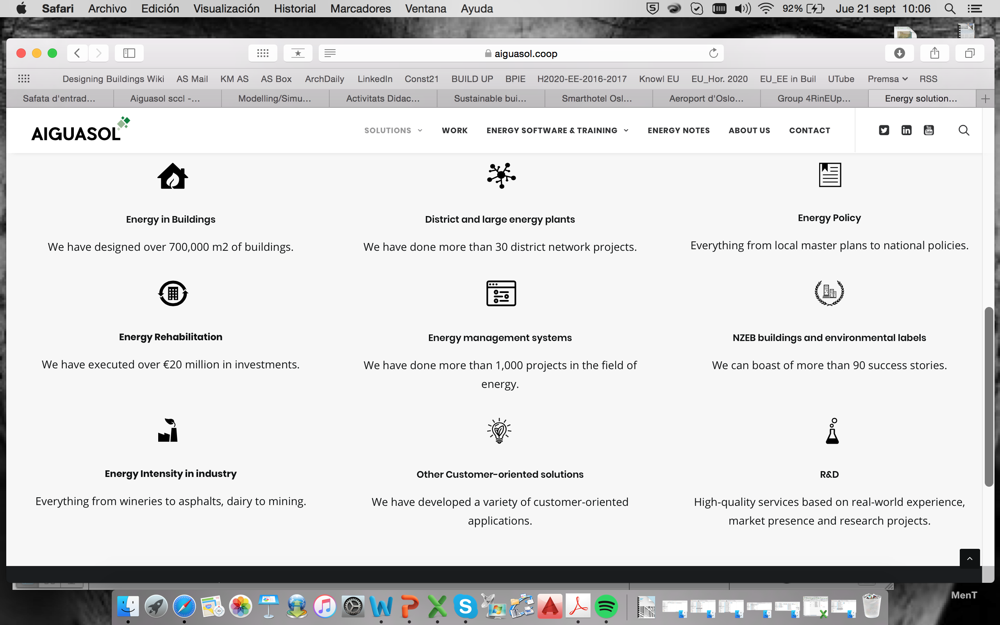 Safari Archivo Edición Visualización Historial Marcadores Ventana Ayuda 92% Jue 21 sept 10:06
aiguasol.coop
Designing Buildings Wiki AS Mail KM AS AS Box ArchDaily LinkedIn Const21 BUILD UP BPIE H2020-EE-2016-2017 Knowl EU EU_Hor. 2020 EU_EE in Buil UTube Premsa RSS
Safata d'entrad... Aiguasol sccl -... Modelling/Simu... Activitats Didac... Sustainable bui... Smarthotel Osl... Aeroport d'Oslo... Group 4RinEUp... Energy solution...
AIGUASOL SOLUTIONS WORK ENERGY SOFTWARE & TRAINING ENERGY NOTES ABOUT US CONTACT
Energy in Buildings
We have designed over 700,000 m2 of buildings.
District and large energy plants
We have done more than 30 district network projects.
Energy Policy
Everything from local master plans to national policies.
Energy Rehabilitation
We have executed over €20 million in investments.
Energy management systems
We have done more than 1,000 projects in the field of
energy.
NZEB buildings and environmental labels
We can boast of more than 90 success stories.
Energy Intensity in industry
Everything from wineries to asphalts, dairy to mining.
Other Customer-oriented solutions
We have developed a variety of customer-oriented
applications.
R&D
High-quality services based on real-world experience,
market presence and research projects.
MenT